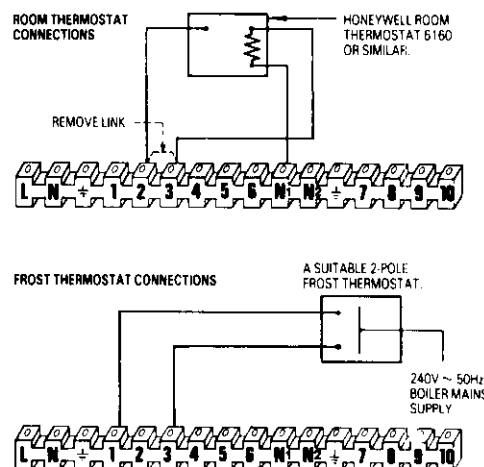 ROOM THERMOSTAT
CONNECTIONS
HONEYWELL ROOM
THERMOSTAT 6160
OR SIMILAR.
REMOVE LINK
L N ⏚ 1 2 3 4 5 6 N1 N2 ⏚ 7 8 9 10
FROST THERMOSTAT CONNECTIONS
A SUITABLE 2-POLE
FROST THERMOSTAT.
240V ~ 50Hz
BOILER MAINS
SUPPLY
L N ⏚ 1 2 3 4 5 6 N1 N2 ⏚ 7 8 9 10